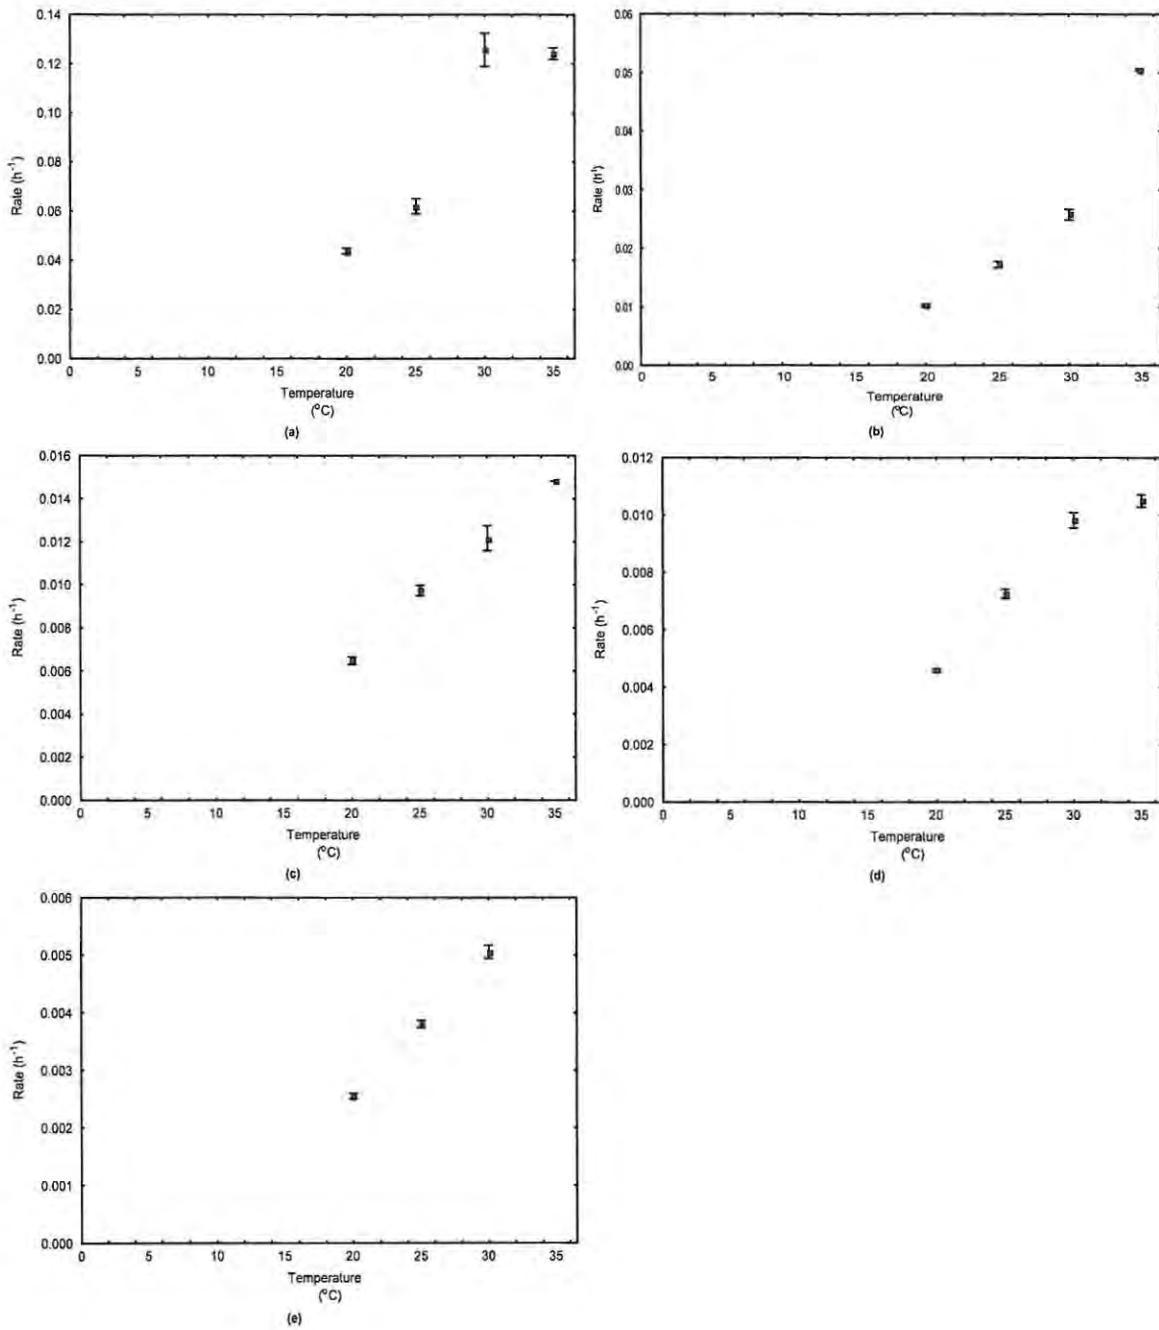 0.14
0.12
0.10
0.08
0.06
0.04
0.02
0.00
Rate (h⁻¹)
0 5 10 15 20 25 30 35
Temperature
(°C)
(a)
0.06
0.05
0.04
0.03
0.02
0.01
0.00
Rate (h¹)
0 5 10 15 20 25 30 35
Temperature
(°C)
(b)
0.016
0.014
0.012
0.010
0.008
0.006
0.004
0.002
0.000
Rate (h⁻¹)
0 5 10 15 20 25 30 35
Temperature
(°C)
(c)
0.012
0.010
0.008
0.006
0.004
0.002
0.000
Rate (h⁻¹)
0 5 10 15 20 25 30 35
Temperature
(°C)
(d)
0.006
0.005
0.004
0.003
0.002
0.001
0.000
Rate (h⁻¹)
0 5 10 15 20 25 30 35
Temperature
(°C)
(e)